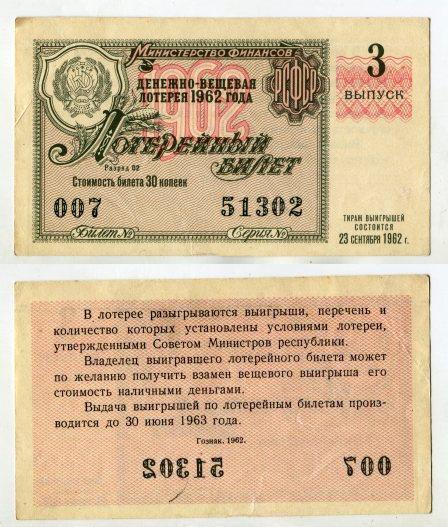 Министерство Финансов
РСФСР
1962
ДЕНЕЖНО-ВЕЩЕВАЯ
ЛОТЕРЕЯ 1962 ГОДА
Лотерейный
БИЛЕТ
Разряд 02
Стоимость билета 30 копеек
007 51302
Билет № Серия №
3
ВЫПУСК
ТИРАЖ ВЫИГРЫШЕЙ
СОСТОИТСЯ
23 СЕНТЯБРЯ 1962 г.
В лотерее разыгрываются выигрыши, перечень и
количество которых установлены условиями лотереи,
утвержденными Советом Министров республики.
Владелец выигравшего лотерейного билета может
по желанию получить взамен вещевого выигрыша его
стоимость наличными деньгами.
Выдача выигрышей по лотерейным билетам произ-
водится до 30 июня 1963 года.
Гознак. 1962.
51302 007